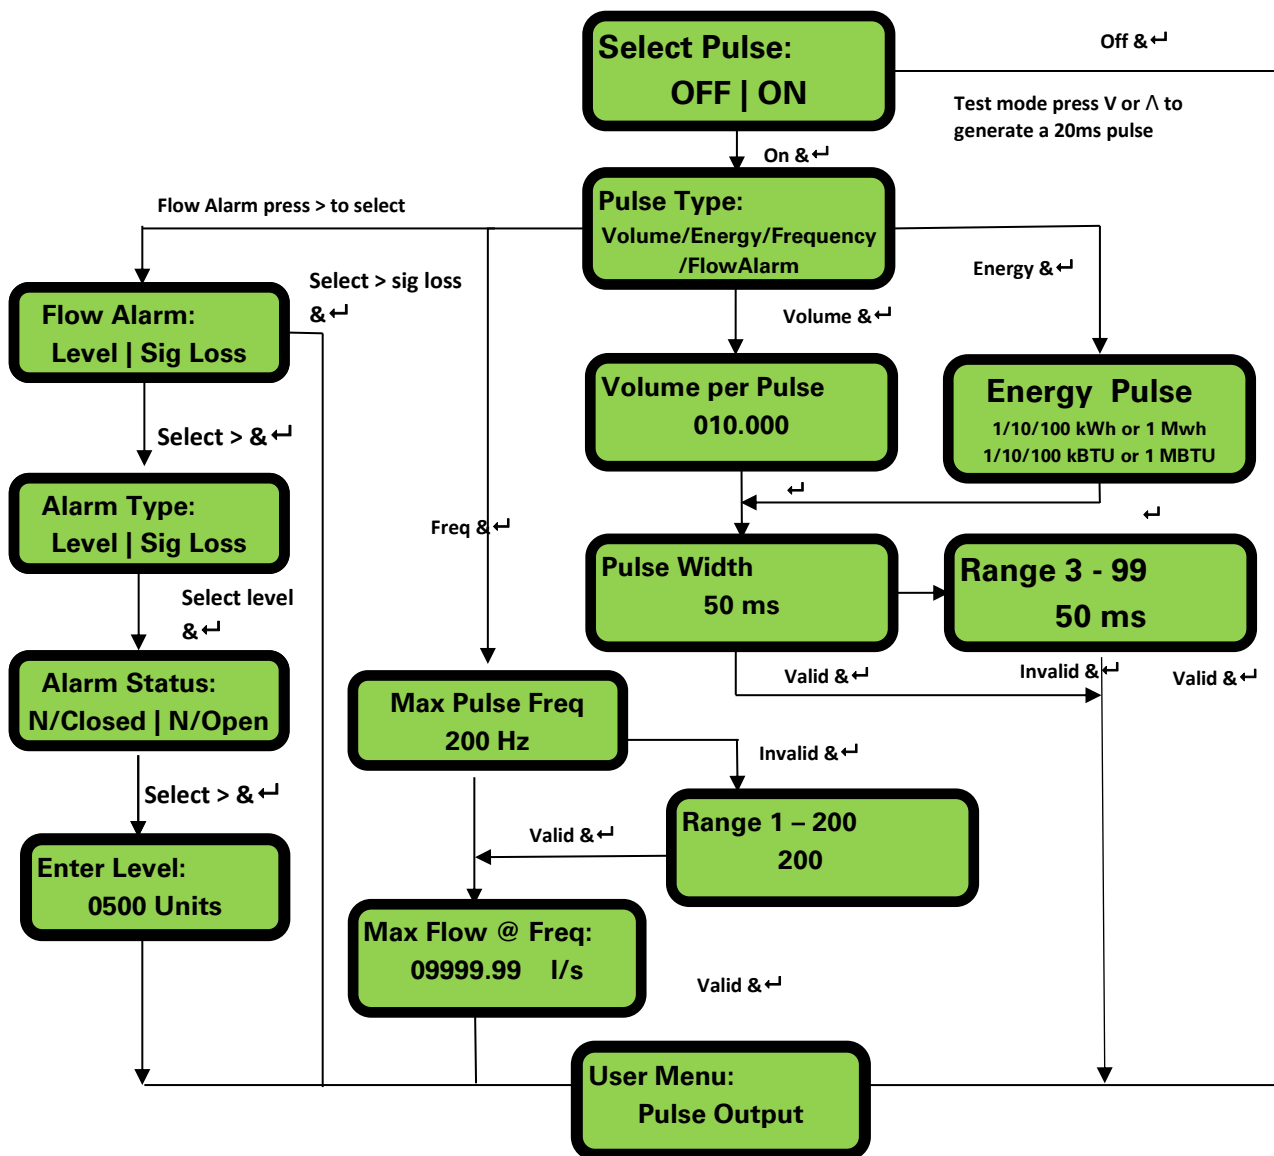 Select Pulse:
OFF | ON
Off & ↵
Test mode press V or Λ to
generate a 20ms pulse
On & ↵
Pulse Type:
Volume/Energy/Frequency
/FlowAlarm
Flow Alarm press > to select
Select > sig loss
& ↵
Energy & ↵
Volume & ↵
Flow Alarm:
Level | Sig Loss
Volume per Pulse
010.000
Energy Pulse
1/10/100 kWh or 1 Mwh
1/10/100 kBTU or 1 MBTU
Select > & ↵
↵
↵
Alarm Type:
Level | Sig Loss
Freq & ↵
Pulse Width
50 ms
Range 3 - 99
50 ms
Select level
& ↵
Valid & ↵
Invalid & ↵
Valid & ↵
Alarm Status:
N/Closed | N/Open
Max Pulse Freq
200 Hz
Invalid & ↵
Select > & ↵
Range 1 – 200
200
Valid & ↵
Enter Level:
0500 Units
Max Flow @ Freq:
09999.99 l/s
Valid & ↵
User Menu:
Pulse Output